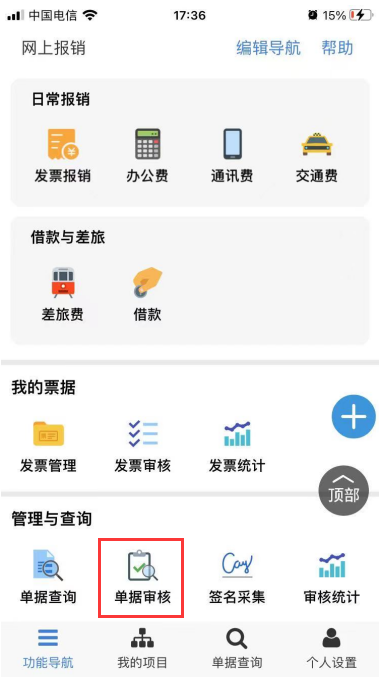 中国电信 17:36 15%
网上报销 编辑导航 帮助
日常报销
发票报销 办公费 通讯费 交通费
借款与差旅
差旅费 借款
我的票据
发票管理 发票审核 发票统计
顶部
管理与查询
单据查询 单据审核 签名采集 审核统计
功能导航 我的项目 单据查询 个人设置